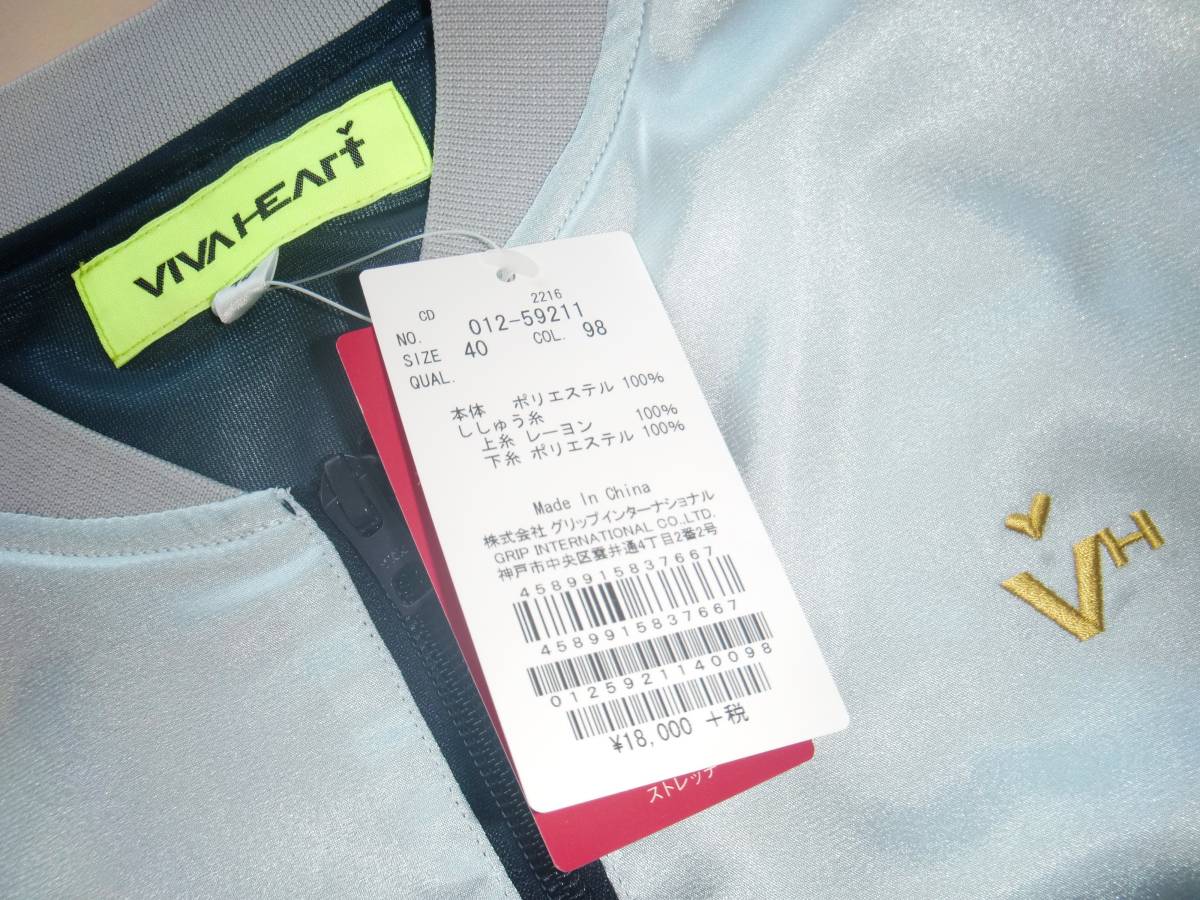 VIVA HEART
CD 2216
NO. 012-59211
SIZE 40 COL. 98
QUAL.
本体 ポリエステル 100%
ししゅう糸
上糸 レーヨン 100%
下糸 ポリエステル 100%
Made In China
株式会社 グリップインターナショナル
GRIP INTERNATIONAL CO.,LTD.
神戸市中央区葺井通4丁目2番2号
4589915837667
4589915837667
0125921140098
¥18,000 +税
ストレッチ
VH